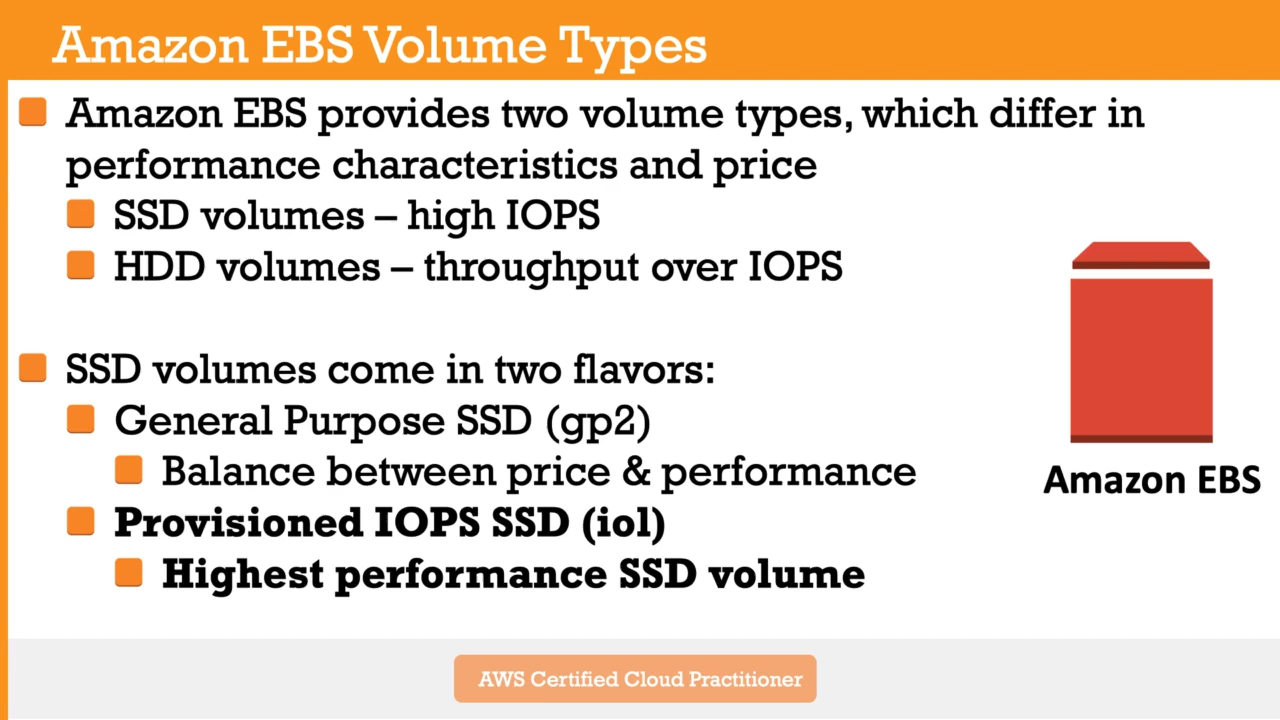 Amazon EBS Volume Types
Amazon EBS provides two volume types, which differ in
performance characteristics and price
SSD volumes – high IOPS
HDD volumes – throughput over IOPS
SSD volumes come in two flavors:
General Purpose SSD (gp2)
Balance between price & performance
Provisioned IOPS SSD (iol)
Highest performance SSD volume
Amazon EBS
AWS Certified Cloud Practitioner